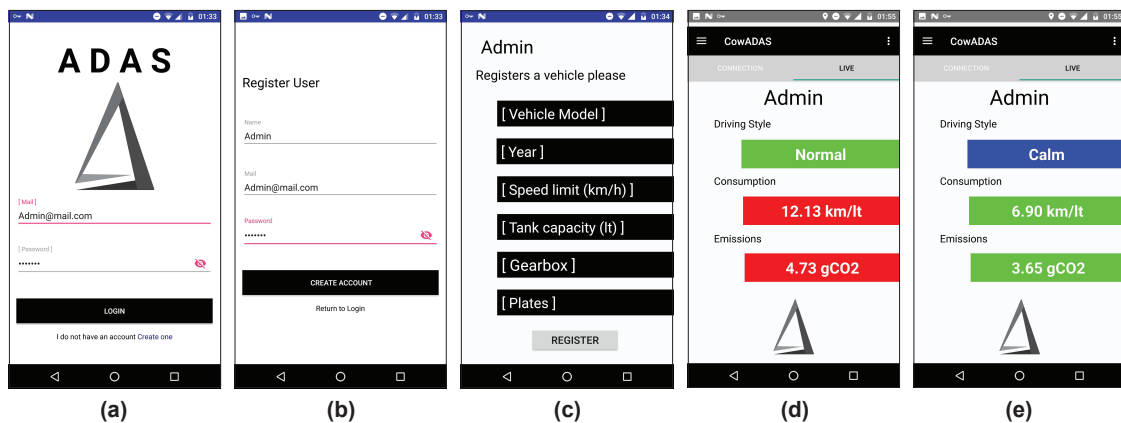 01:33
ADAS
[ Mail ]
Admin@mail.com
[ Password ]
•••••••
LOGIN
I do not have an account Create one
(a)
01:33
Register User
Name
Admin
Mail
Admin@mail.com
Password
•••••••
CREATE ACCOUNT
Return to Login
(b)
01:34
Admin
Registers a vehicle please
[ Vehicle Model ]
[ Year ]
[ Speed limit (km/h) ]
[ Tank capacity (lt) ]
[ Gearbox ]
[ Plates ]
REGISTER
(c)
01:55
CowADAS
CONNECTION LIVE
Admin
Driving Style
Normal
Consumption
12.13 km/lt
Emissions
4.73 gCO2
(d)
01:55
CowADAS
CONNECTION LIVE
Admin
Driving Style
Calm
Consumption
6.90 km/lt
Emissions
3.65 gCO2
(e)